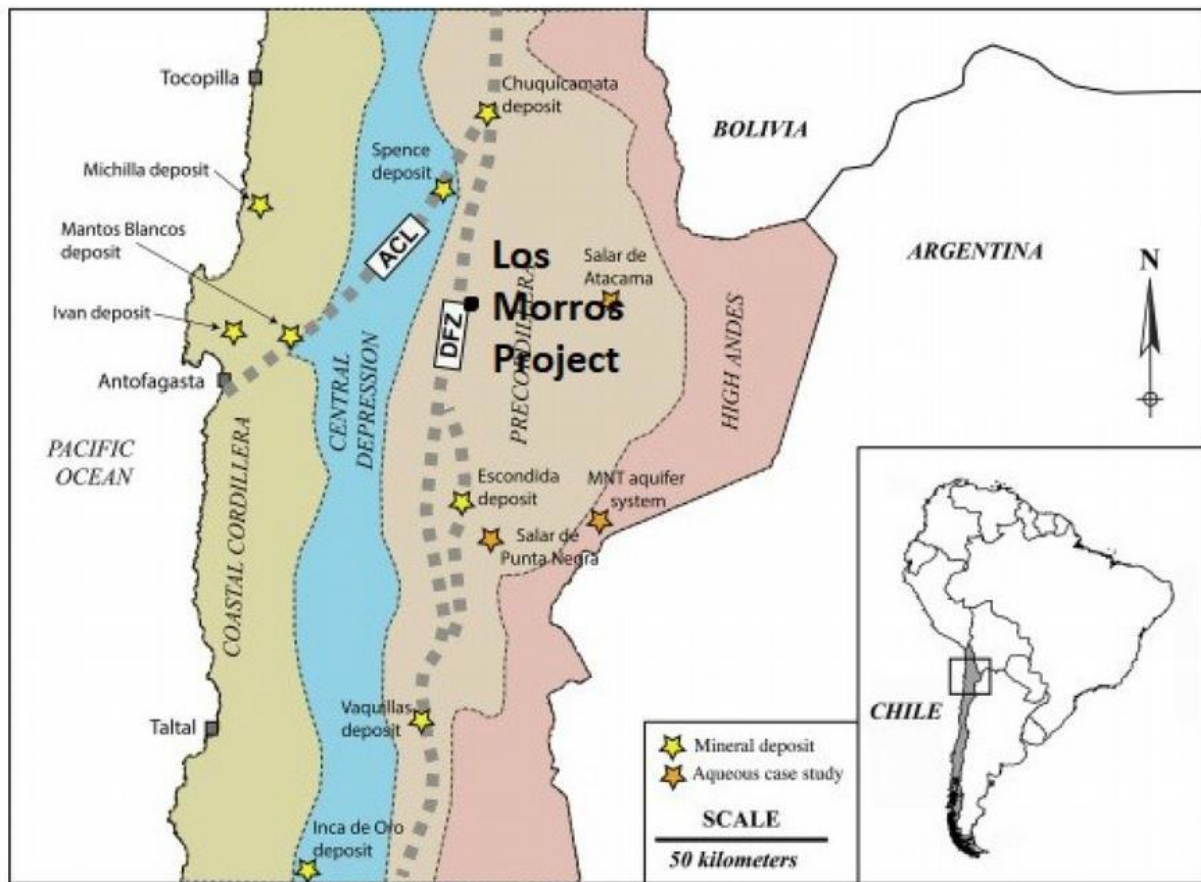 Tocopilla
Chuquicamata
deposit
BOLIVIA
Spence
deposit
Michilla deposit
Mantos Blancos
deposit
ACL
Los
Morros
Project
Salar de
Atacama
ARGENTINA
N
Ivan deposit
DFZ
Antofagasta
CENTRAL
DEPRESSION
PRECORDILLERA
HIGH ANDES
PACIFIC
OCEAN
COASTAL CORDILLERA
Escondida
deposit
MNT aquifer
system
Salar de
Punta Negra
Vaquillas
deposit
Taltal
CHILE
Mineral deposit
Aqueous case study
SCALE
50 kilometers
Inca de Oro
deposit